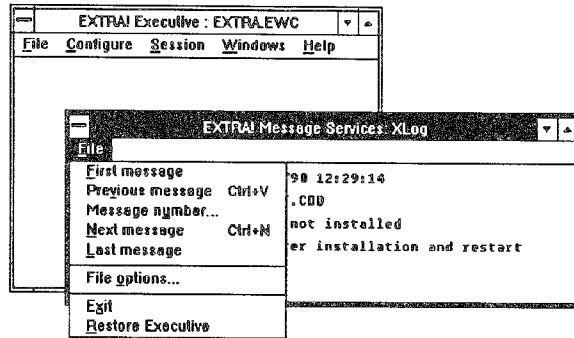 EXTRA! Executive : EXTRA.EWC
File Configure Session Windows Help
EXTRA! Message Services: XLog
File
First message
Previous message Ctrl+V
Message number...
Next message Ctrl+N
Last message
File options...
Exit
Restore Executive
90 12:29:14
.CDD
not installed
er installation and restart